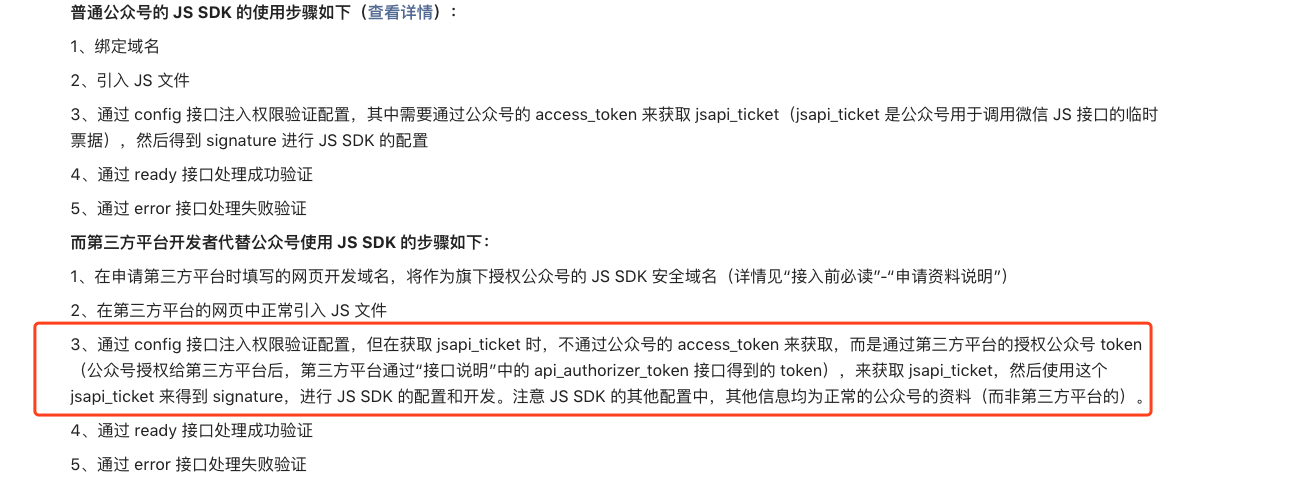 普通公众号的 JS SDK 的使用步骤如下（查看详情）：
1、绑定域名
2、引入 JS 文件
3、通过 config 接口注入权限验证配置，其中需要通过公众号的 access_token 来获取 jsapi_ticket（jsapi_ticket 是公众号用于调用微信 JS 接口的临时
票据），然后得到 signature 进行 JS SDK 的配置
4、通过 ready 接口处理成功验证
5、通过 error 接口处理失败验证
而第三方平台开发者代替公众号使用 JS SDK 的步骤如下：
1、在申请第三方平台时填写的网页开发域名，将作为旗下授权公众号的 JS SDK 安全域名（详情见“接入前必读”-“申请资料说明”）
2、在第三方平台的网页中正常引入 JS 文件
3、通过 config 接口注入权限验证配置，但在获取 jsapi_ticket 时，不通过公众号的 access_token 来获取，而是通过第三方平台的授权公众号 token
（公众号授权给第三方平台后，第三方平台通过“接口说明”中的 api_authorizer_token 接口得到的 token），来获取 jsapi_ticket，然后使用这个
jsapi_ticket 来得到 signature，进行 JS SDK 的配置和开发。注意 JS SDK 的其他配置中，其他信息均为正常的公众号的资料（而非第三方平台的）。
4、通过 ready 接口处理成功验证
5、通过 error 接口处理失败验证